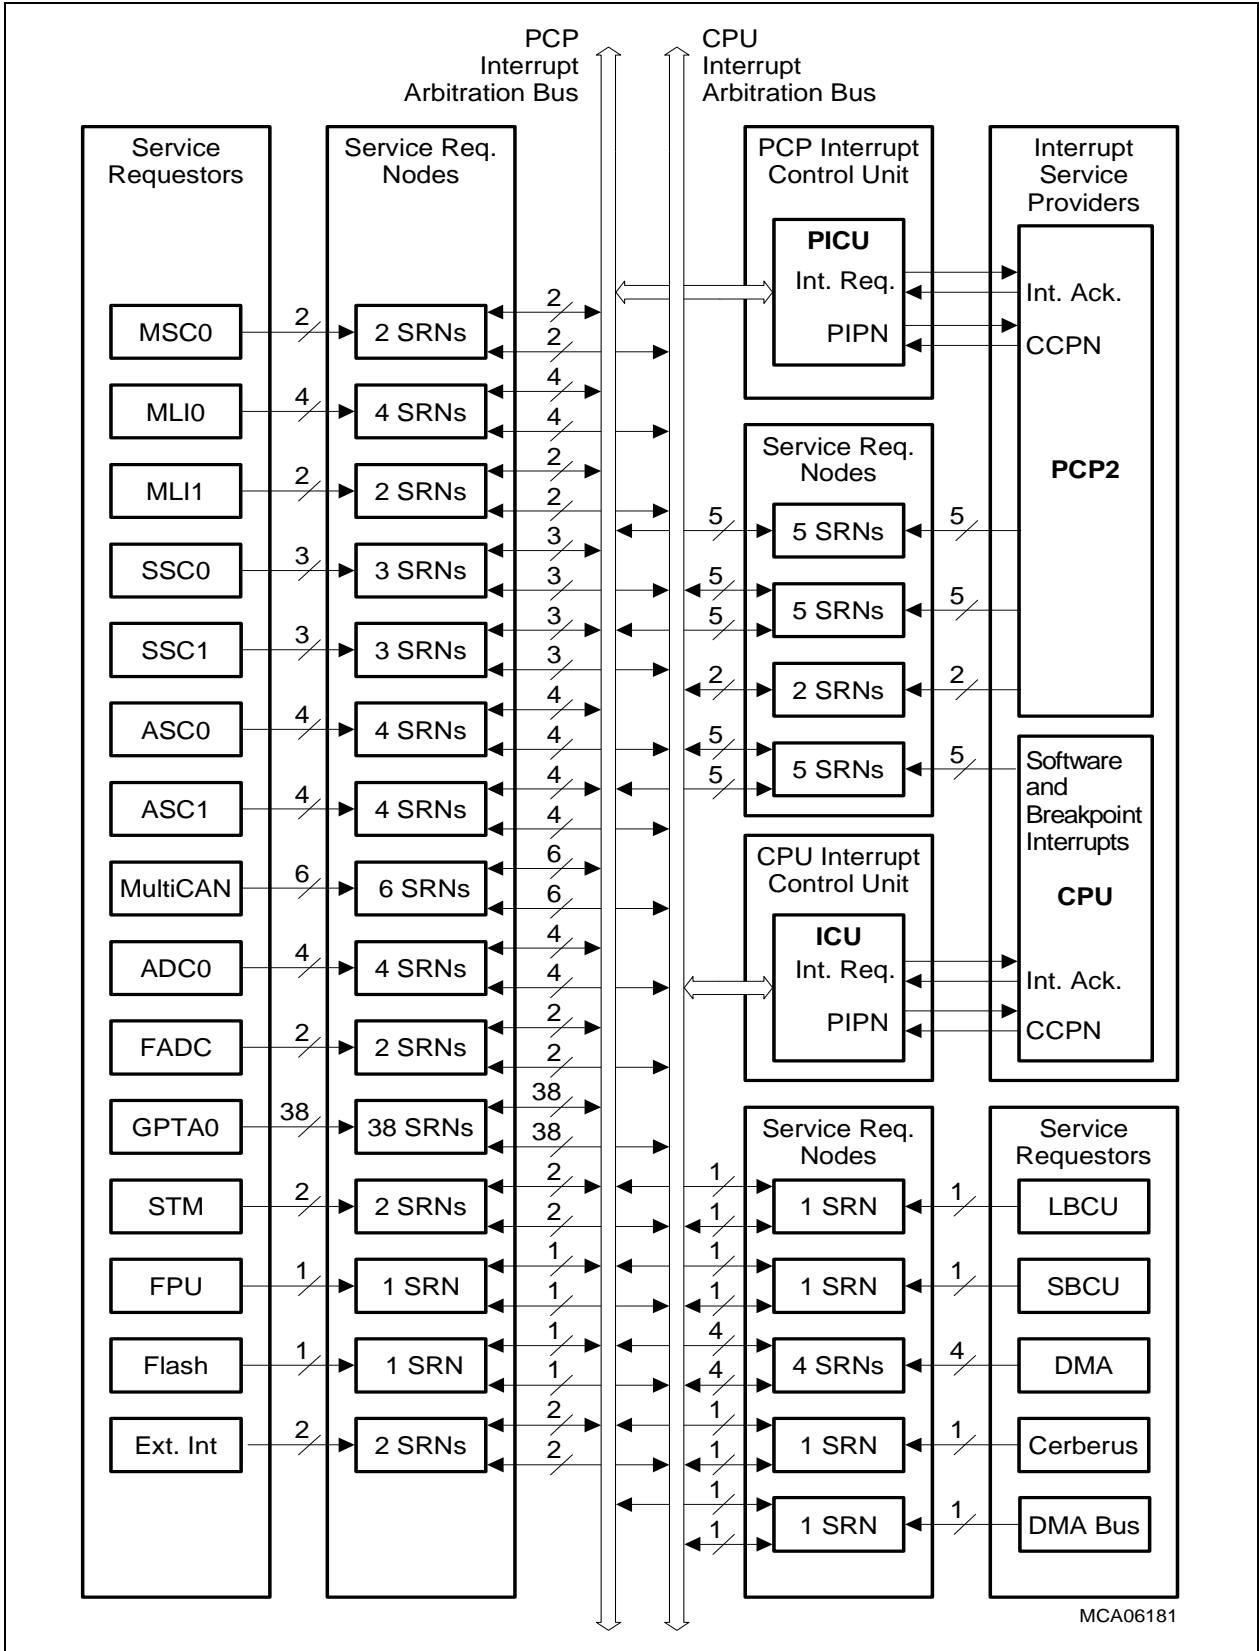 PCP
Interrupt
Arbitration Bus
CPU
Interrupt
Arbitration Bus
Service
Requestors
MSC0
MLI0
MLI1
SSC0
SSC1
ASC0
ASC1
MultiCAN
ADC0
FADC
GPTA0
STM
FPU
Flash
Ext. Int
2
4
2
3
3
4
4
6
4
2
38
2
1
1
2
Service Req.
Nodes
2 SRNs
4 SRNs
2 SRNs
3 SRNs
3 SRNs
4 SRNs
4 SRNs
6 SRNs
4 SRNs
2 SRNs
38 SRNs
2 SRNs
1 SRN
1 SRN
2 SRNs
2
2
4
4
2
2
3
3
3
3
4
4
4
4
6
6
4
4
2
2
38
38
2
2
1
1
1
1
2
2
PCP Interrupt
Control Unit
PICU
Int. Req.
PIPN
Interrupt
Service
Providers
Int. Ack.
CCPN
PCP2
Service Req.
Nodes
5
5 SRNs
5
5
5
5 SRNs
5
2
2 SRNs
2
5
5
5 SRNs
5
Software
and
Breakpoint
Interrupts
CPU
Int. Ack.
CCPN
CPU Interrupt
Control Unit
ICU
Int. Req.
PIPN
Service Req.
Nodes
Service
Requestors
1
1
1 SRN
1
LBCU
1
1
1 SRN
1
SBCU
4
4
4 SRNs
4
DMA
1
1
1 SRN
1
Cerberus
1
1
1 SRN
1
DMA Bus
MCA06181